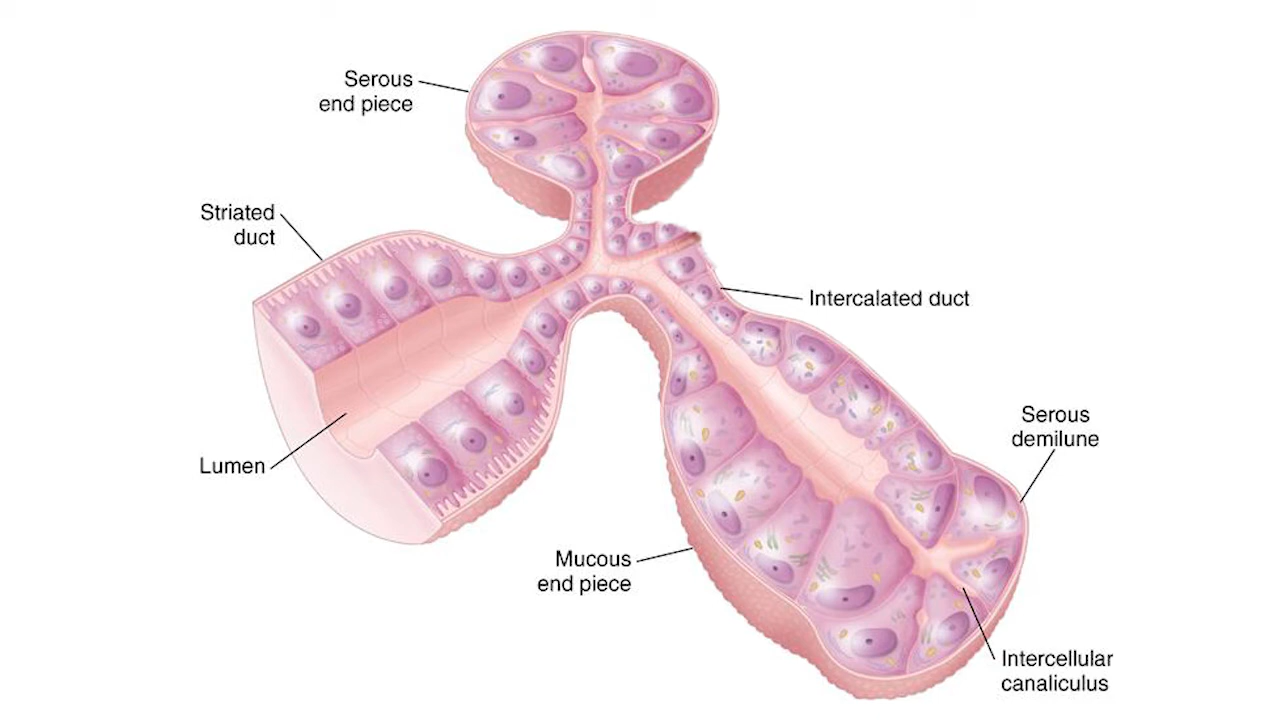 Serous
end piece
Striated
duct
Intercalated duct
Serous
demilune
Lumen
Mucous
end piece
Intercellular
canaliculus